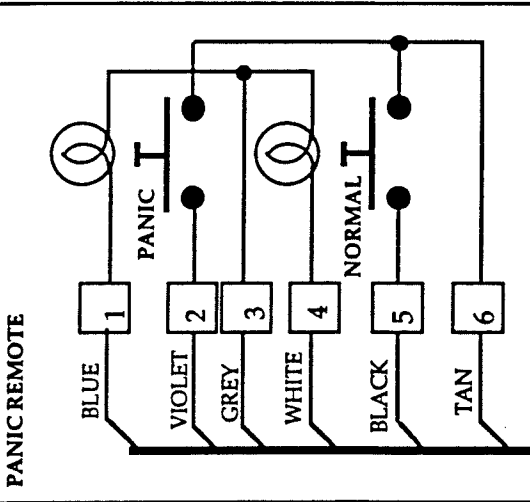 PANIC REMOTE
BLUE
1
VIOLET
2
PANIC
GREY
3
WHITE
4
BLACK
5
NORMAL
TAN
6